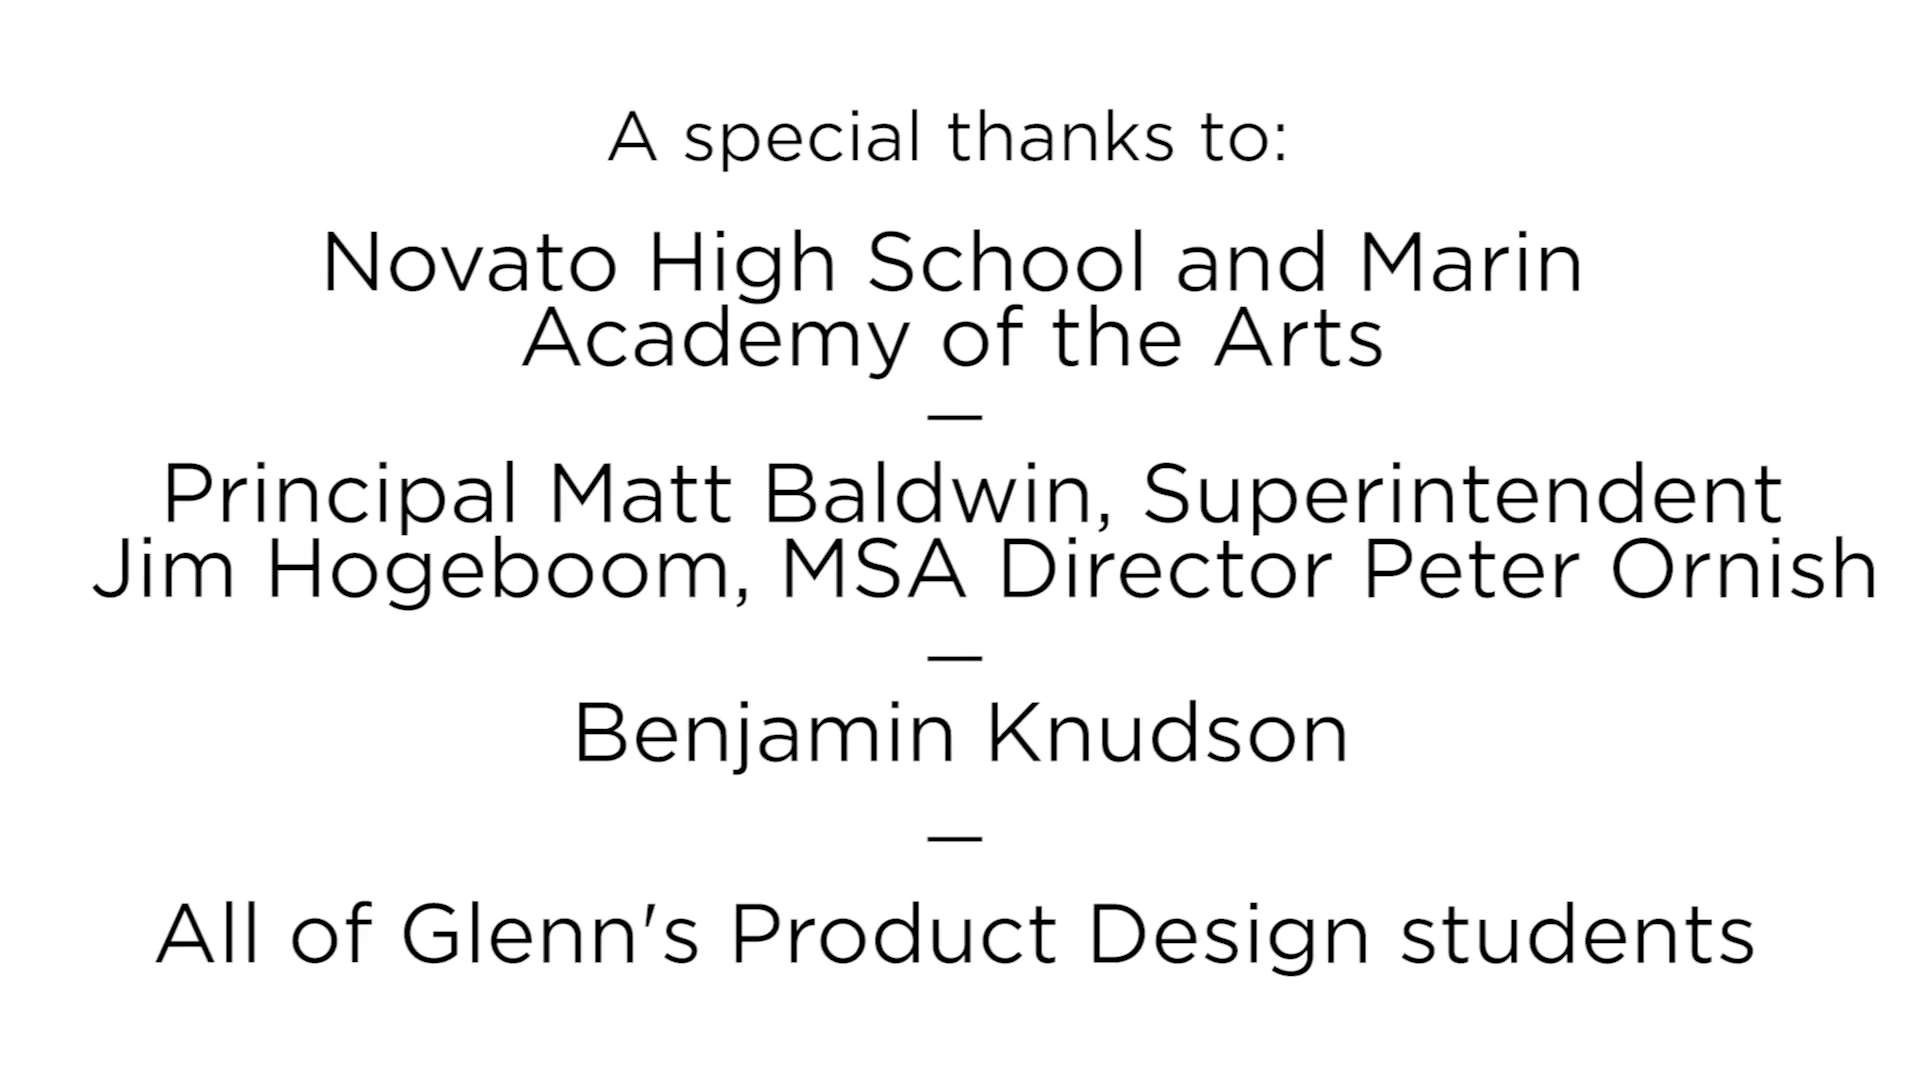 A special thanks to:
Novato High School and Marin
Academy of the Arts
—
Principal Matt Baldwin, Superintendent
Jim Hogeboom, MSA Director Peter Ornish
—
Benjamin Knudson
—
All of Glenn's Product Design students